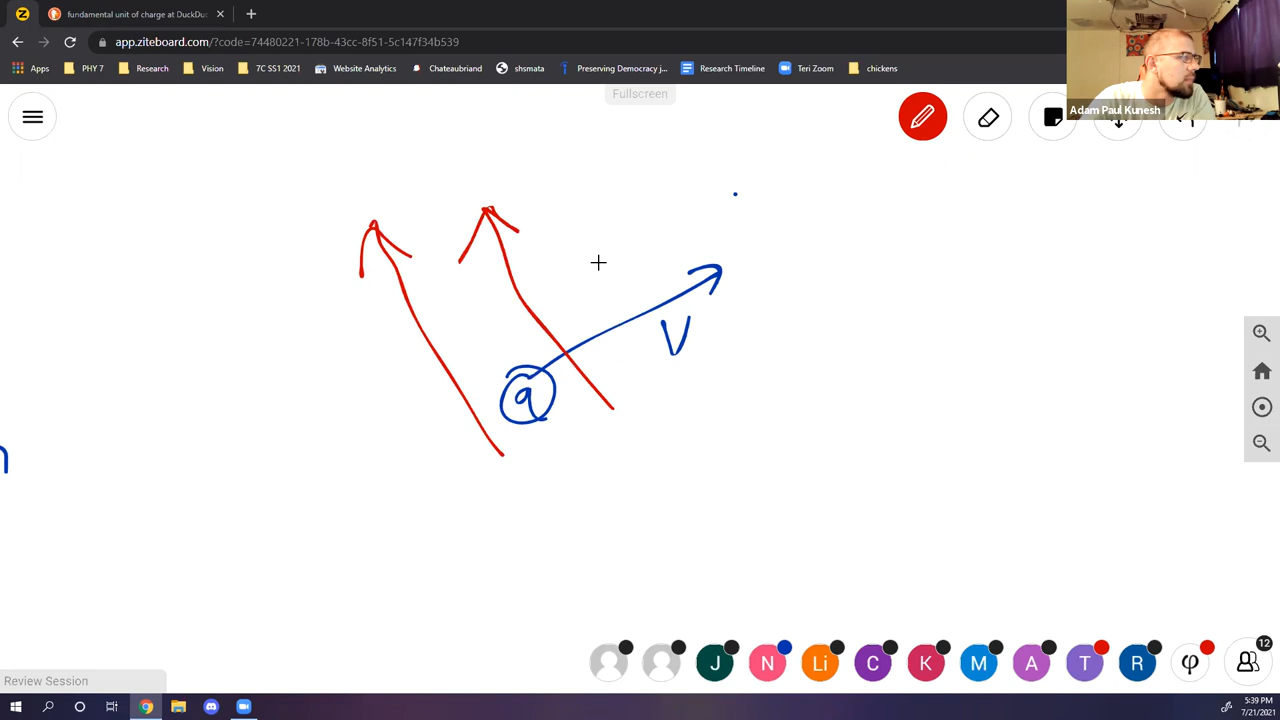 fundamental unit of charge at DuckDuc
app.ziteboard.com/?code=74480221-178b-43cc-8f51-5c147f34b539
Apps PHY 7 Research Vision 7C SS1 2021 Website Analytics Chateaubr... shsmata Preserving Democracy j... Research Timeline Teri Zoom chickens
Fullscreen
Adam Paul Kunesh
V
q
n
12
J N Li C K M A T R φ
Review Session
5:39 PM
7/21/2021